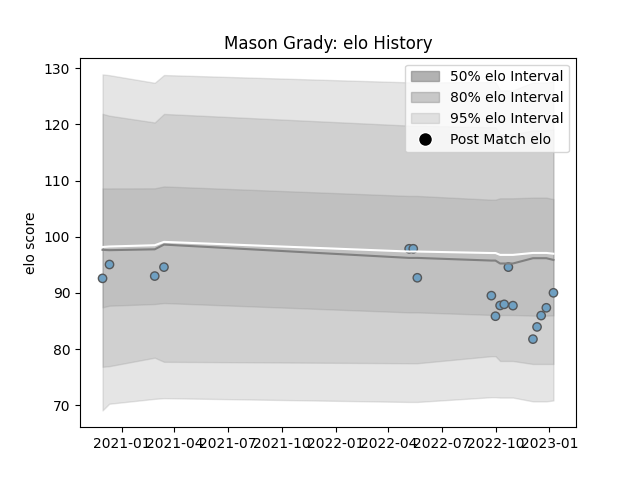 Mason Grady: elo History
50% elo Interval
80% elo Interval
95% elo Interval
Post Match elo
elo score
130
120
110
100
90
80
70
2021-01 2021-04 2021-07 2021-10 2022-01 2022-04 2022-07 2022-10 2023-01